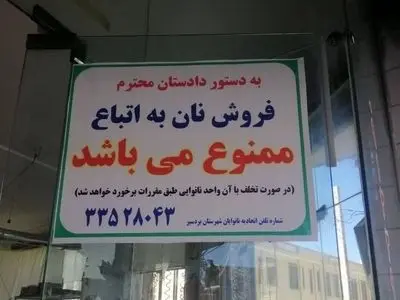 به دستور دادستان محترم
فروش نان به اتباع
ممنوع می باشد
(در صورت تخلف با آن واحد نانوایی طبق مقررات برخورد خواهد شد)
۳۳۵۲۸۰۴۳
شماره تلفن اتحادیه نانوایان شهرستان بردسیر